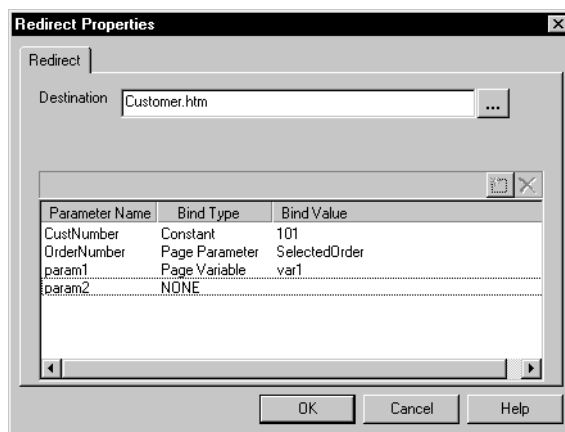 Redirect Properties
Redirect
Destination Customer.htm ...
Parameter Name Bind Type Bind Value
CustNumber Constant 101
OrderNumber Page Parameter SelectedOrder
param1 Page Variable var1
param2 NONE
OK Cancel Help